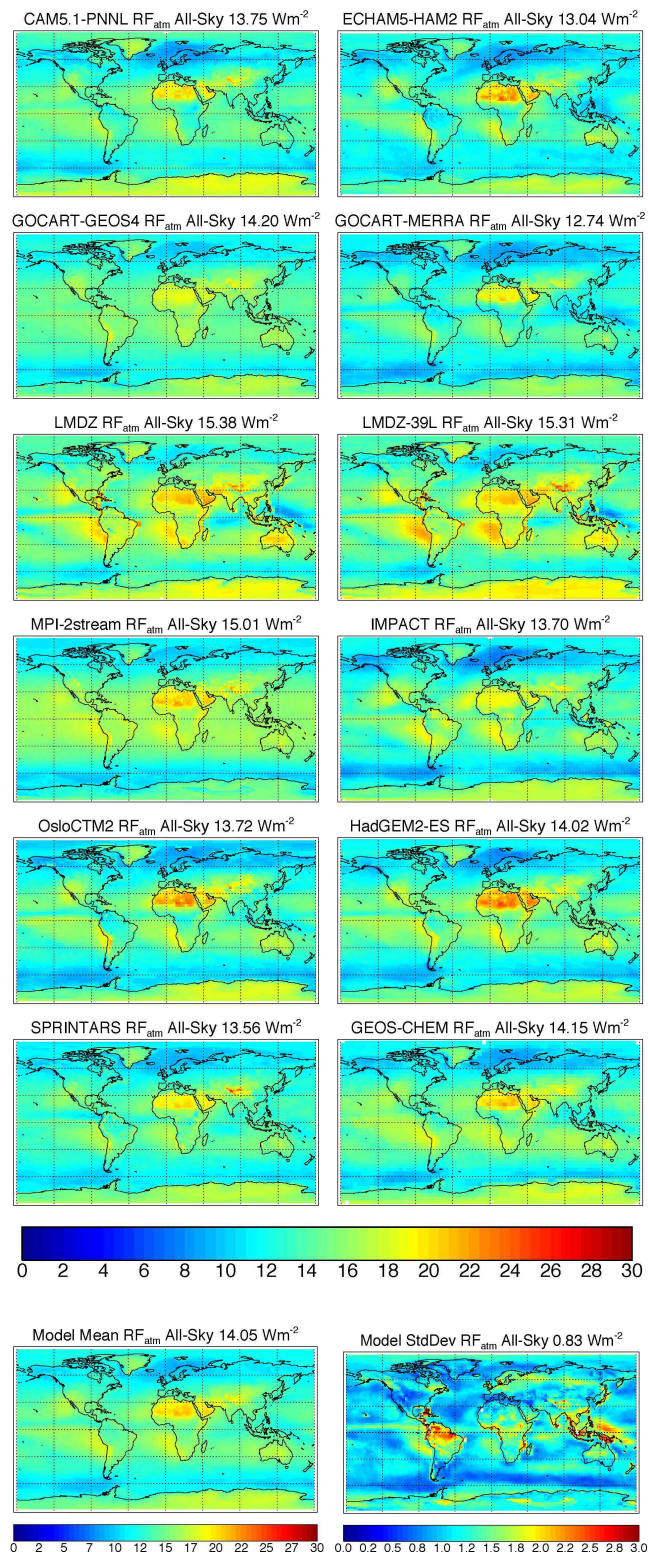 CAM5.1-PNNL RFatm All-Sky 13.75 Wm-2
ECHAM5-HAM2 RFatm All-Sky 13.04 Wm-2
GOCART-GEOS4 RFatm All-Sky 14.20 Wm-2
GOCART-MERRA RFatm All-Sky 12.74 Wm-2
LMDZ RFatm All-Sky 15.38 Wm-2
LMDZ-39L RFatm All-Sky 15.31 Wm-2
MPI-2stream RFatm All-Sky 15.01 Wm-2
IMPACT RFatm All-Sky 13.70 Wm-2
OsloCTM2 RFatm All-Sky 13.72 Wm-2
HadGEM2-ES RFatm All-Sky 14.02 Wm-2
SPRINTARS RFatm All-Sky 13.56 Wm-2
GEOS-CHEM RFatm All-Sky 14.15 Wm-2
0 2 4 6 8 10 12 14 16 18 20 22 24 26 28 30
Model Mean RFatm All-Sky 14.05 Wm-2
Model StdDev RFatm All-Sky 0.83 Wm-2
0 2 5 7 10 12 15 17 20 22 25 27 30
0.0 0.2 0.5 0.8 1.0 1.2 1.5 1.8 2.0 2.2 2.5 2.8 3.0